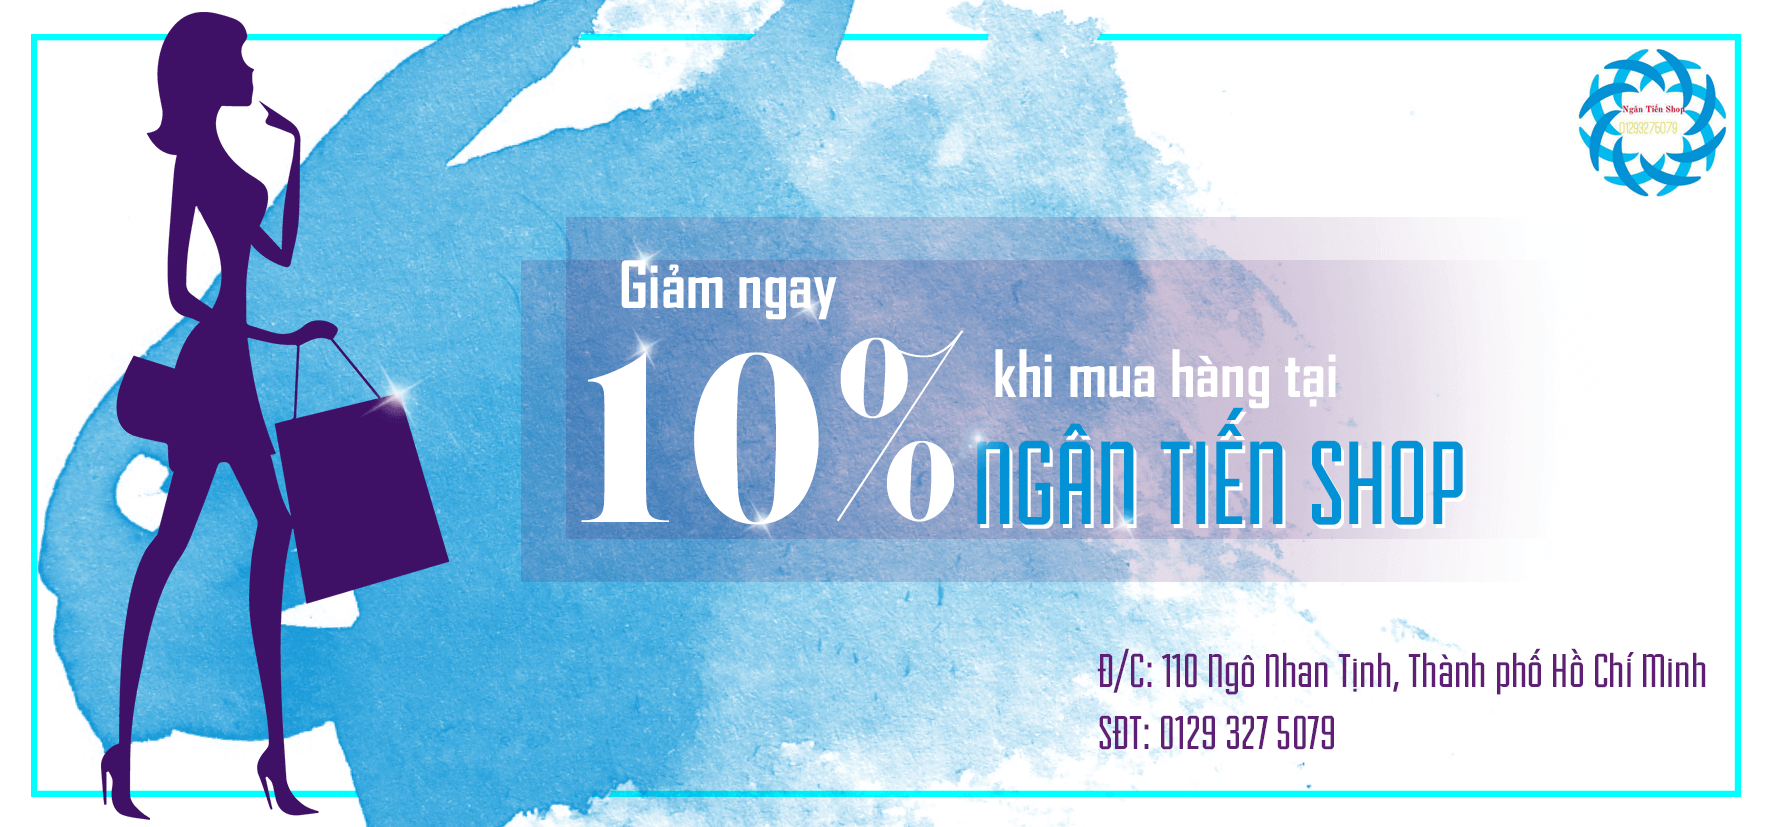 Ngân Tiến Shop
01293275079
Giảm ngay
10% khi mua hàng tại
NGÂN TIẾN SHOP
Đ/C: 110 Ngô Nhan Tịnh, Thành phố Hồ Chí Minh
SĐT: 0129 327 5079